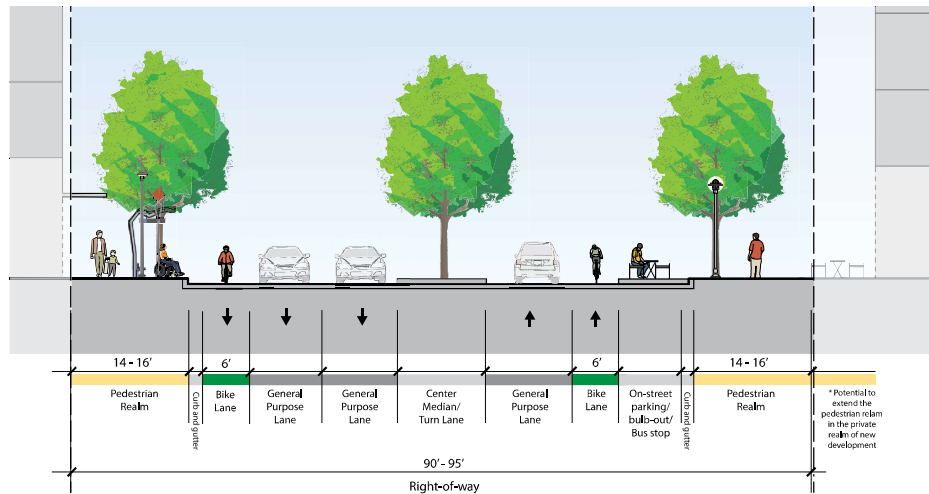 14 - 16’
6’
6’
14 - 16’
Pedestrian
Realm
Curb and gutter
Bike
Lane
General
Purpose
Lane
General
Purpose
Lane
Center
Median/
Turn Lane
General
Purpose
Lane
Bike
Lane
On-street
parking/
bulb-out/
Bus stop
Curb and gutter
Pedestrian
Realm
* Potential to
extend the
pedestrian relam
in the private
realm of new
development
90’ - 95’
Right-of-way